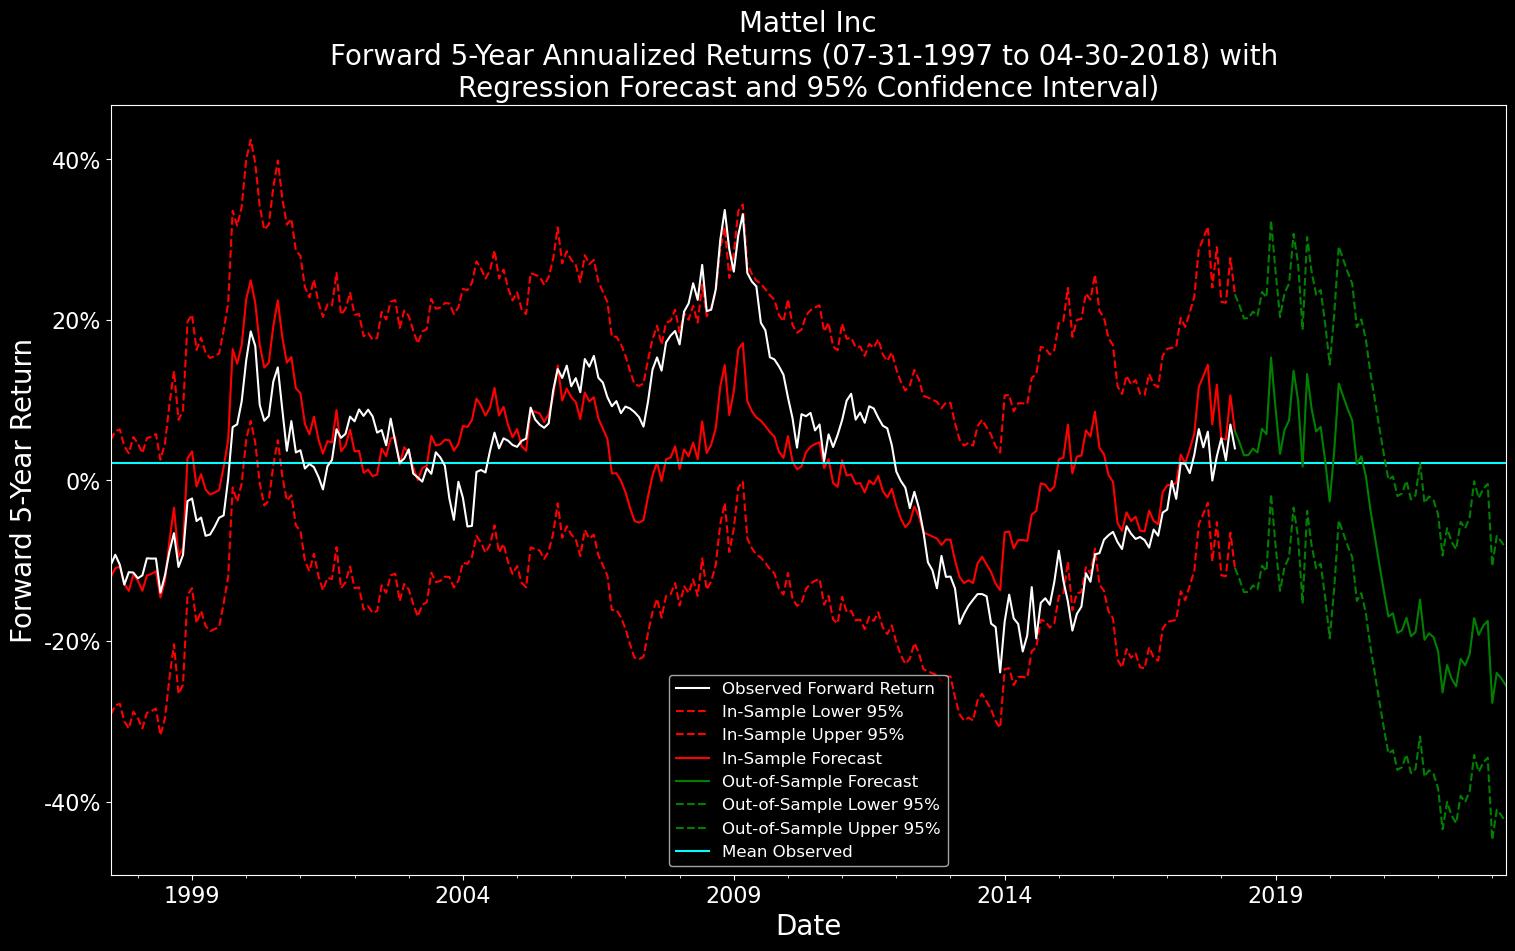 Mattel Inc
Forward 5-Year Annualized Returns (07-31-1997 to 04-30-2018) with
Regression Forecast and 95% Confidence Interval)
Forward 5-Year Return
40%
20%
0%
-20%
-40%
Observed Forward Return
In-Sample Lower 95%
In-Sample Upper 95%
In-Sample Forecast
Out-of-Sample Forecast
Out-of-Sample Lower 95%
Out-of-Sample Upper 95%
Mean Observed
1999 2004 2009 2014 2019
Date